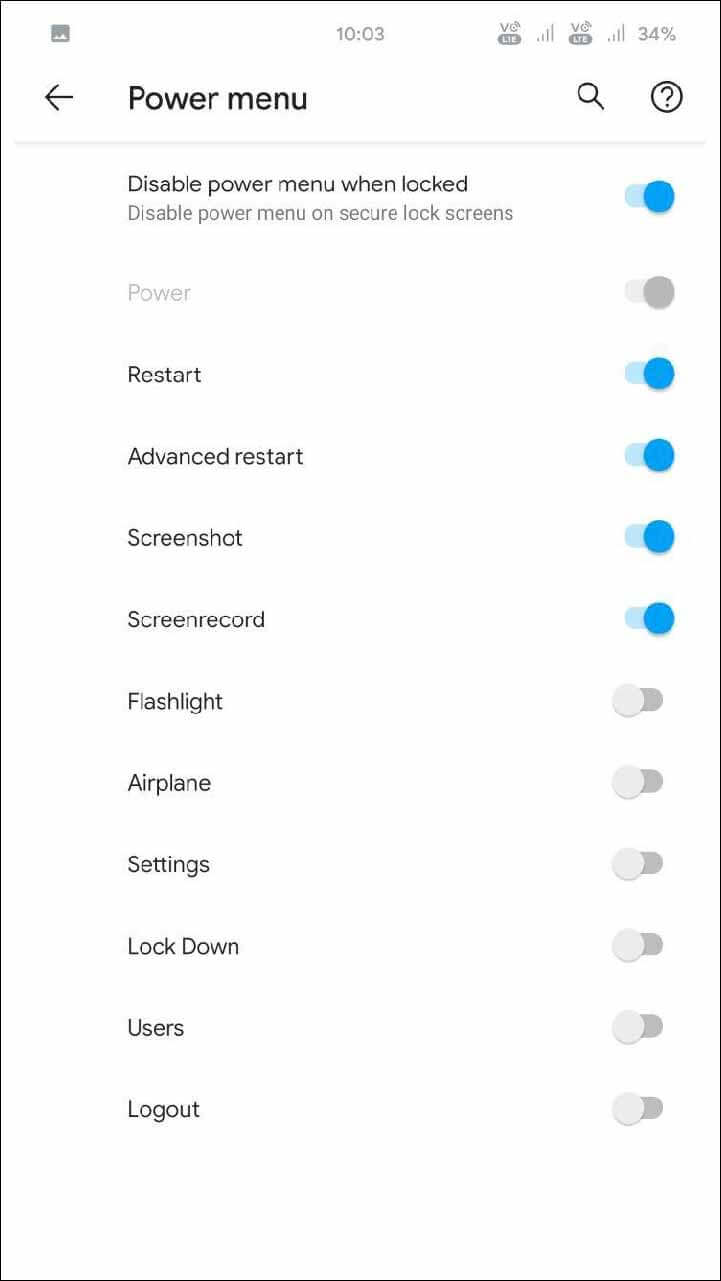 10:03 Vo LTE Vo LTE 34%
Power menu
Disable power menu when locked
Disable power menu on secure lock screens
Power
Restart
Advanced restart
Screenshot
Screenrecord
Flashlight
Airplane
Settings
Lock Down
Users
Logout